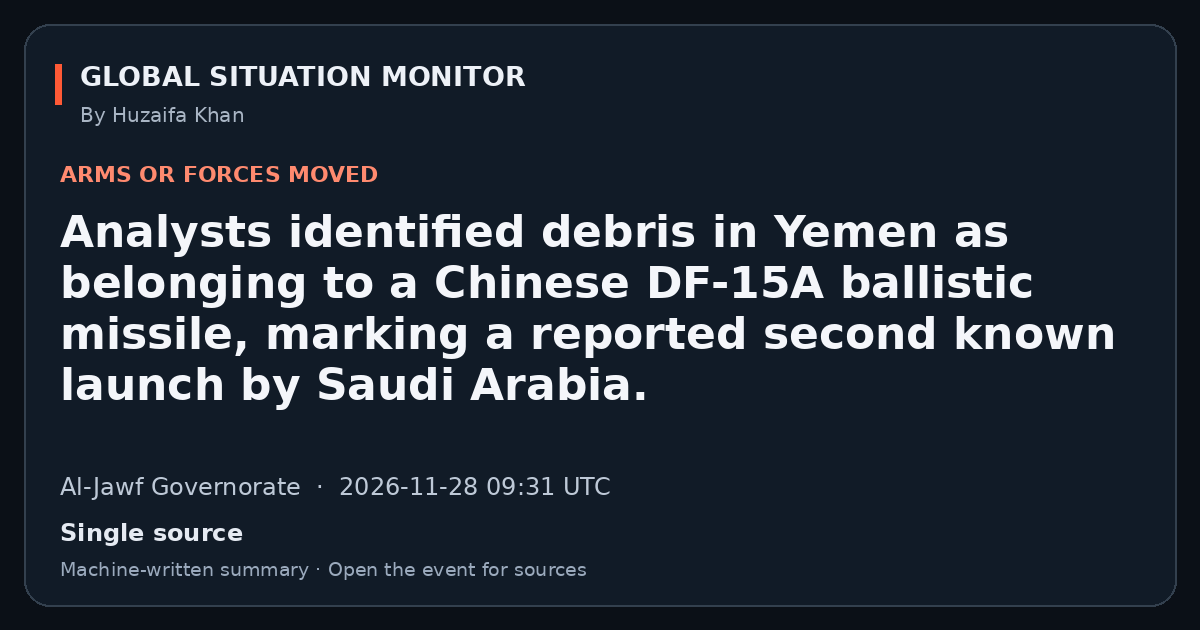 GLOBAL SITUATION MONITOR
By Huzaifa Khan
ARMS OR FORCES MOVED
Analysts identified debris in Yemen as
belonging to a Chinese DF-15A ballistic
missile, marking a reported second known
launch by Saudi Arabia.
Al-Jawf Governorate · 2026-11-28 09:31 UTC
Single source
Machine-written summary · Open the event for sources